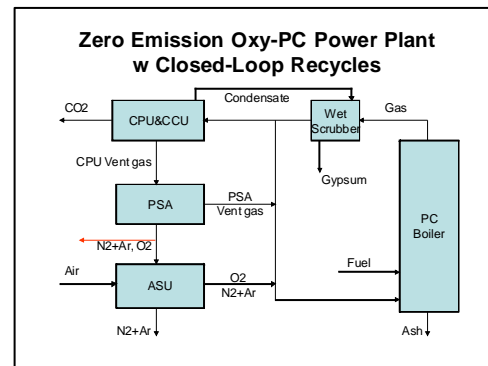 Zero Emission Oxy-PC Power Plant
w Closed-Loop Recycles
CO2
CPU&CCU
Condensate
Wet
Scrubber
Gas
CPU Vent gas
Gypsum
PSA
PSA
Vent gas
PC
Boiler
N2+Ar, O2
Air
ASU
O2
N2+Ar
Fuel
N2+Ar
Ash